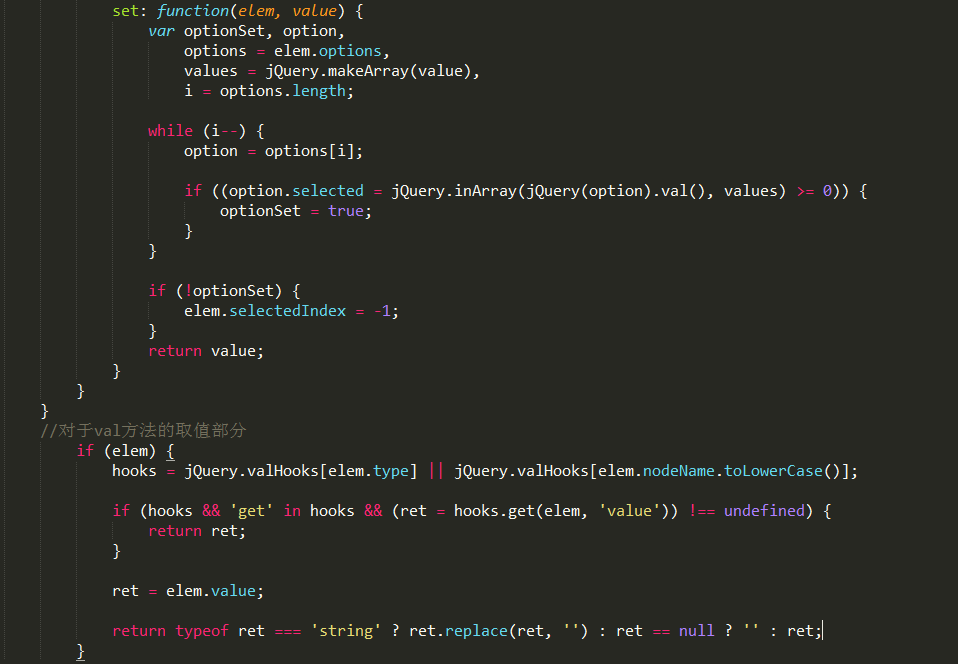 set: function(elem, value) {
var optionSet, option,
options = elem.options,
values = jQuery.makeArray(value),
i = options.length;
while (i--) {
option = options[i];
if ((option.selected = jQuery.inArray(jQuery(option).val(), values) >= 0)) {
optionSet = true;
}
}
if (!optionSet) {
elem.selectedIndex = -1;
}
return value;
}
}
}
//对于val方法的取值部分
if (elem) {
hooks = jQuery.valHooks[elem.type] || jQuery.valHooks[elem.nodeName.toLowerCase()];
if (hooks && 'get' in hooks && (ret = hooks.get(elem, 'value')) !== undefined) {
return ret;
}
ret = elem.value;
return typeof ret === 'string' ? ret.replace(ret, '') : ret == null ? '' : ret;
}